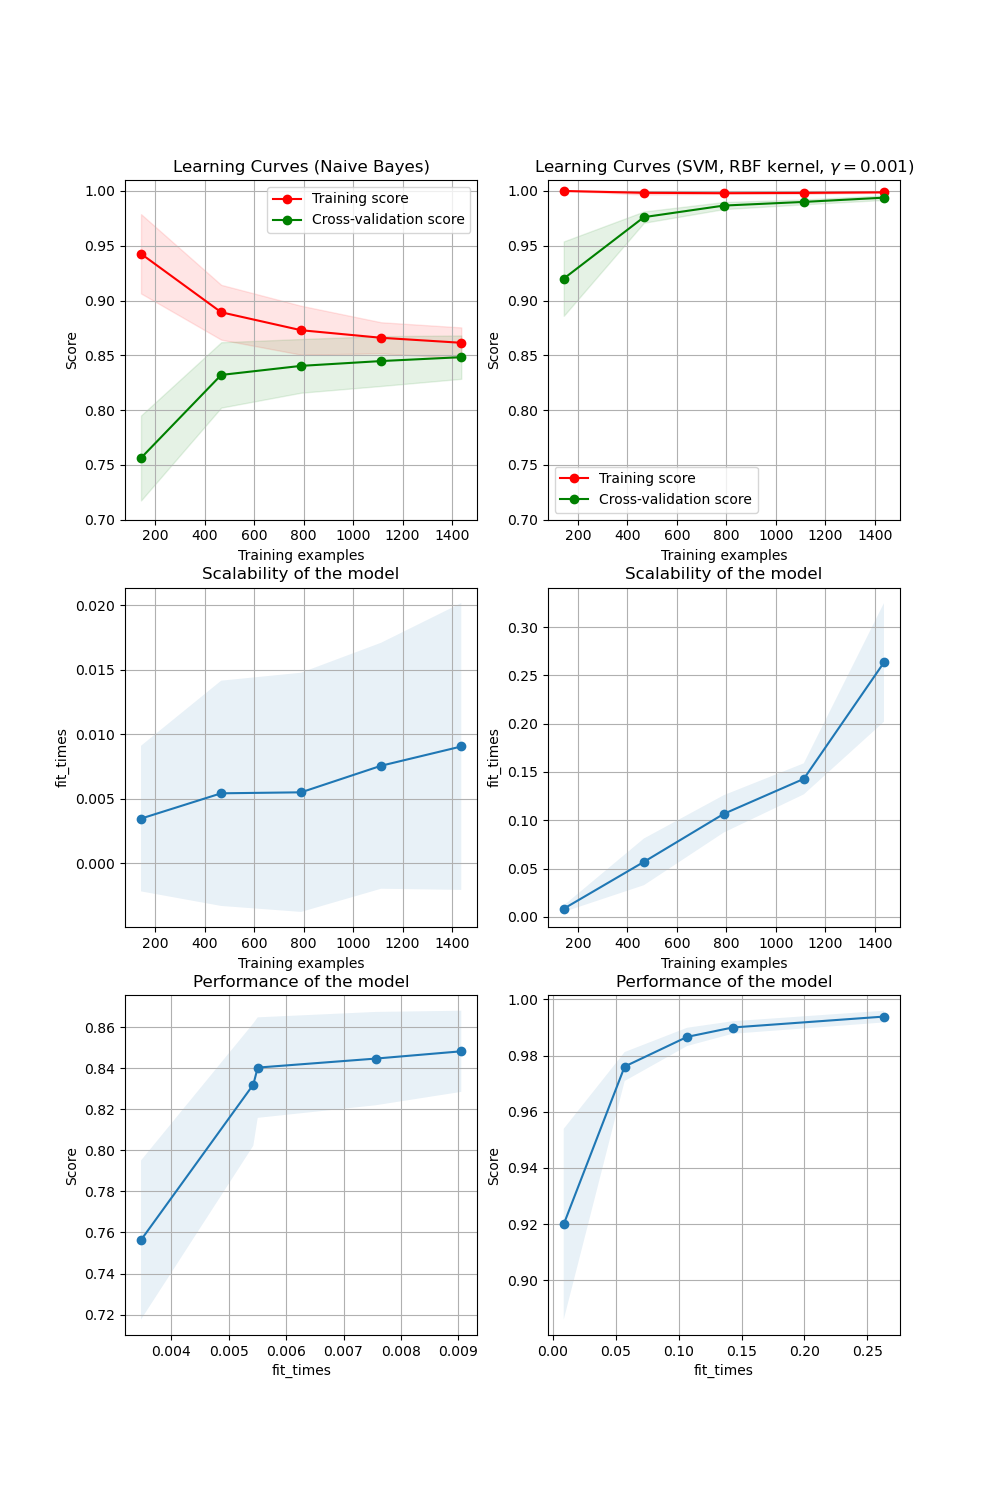 Learning Curves (Naive Bayes)
1.00
0.95
0.90
0.85
0.80
0.75
0.70
Score
Training score
Cross-validation score
200 400 600 800 1000 1200 1400
Training examples
Learning Curves (SVM, RBF kernel, γ = 0.001)
1.00
0.95
0.90
0.85
0.80
0.75
0.70
Score
Training score
Cross-validation score
200 400 600 800 1000 1200 1400
Training examples
Scalability of the model
0.020
0.015
0.010
0.005
0.000
fit_times
200 400 600 800 1000 1200 1400
Training examples
Scalability of the model
0.30
0.25
0.20
0.15
0.10
0.05
0.00
fit_times
200 400 600 800 1000 1200 1400
Training examples
Performance of the model
0.86
0.84
0.82
0.80
0.78
0.76
0.74
0.72
Score
0.004 0.005 0.006 0.007 0.008 0.009
fit_times
Performance of the model
1.00
0.98
0.96
0.94
0.92
0.90
Score
0.00 0.05 0.10 0.15 0.20 0.25
fit_times